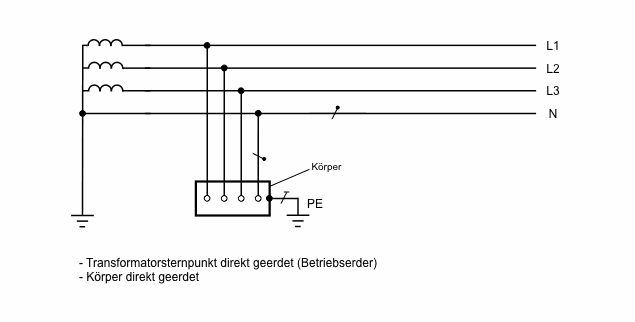 L1
L2
L3
N
Körper
PE
- Transformatorsternpunkt direkt geerdet (Betriebserder)
- Körper direkt geerdet